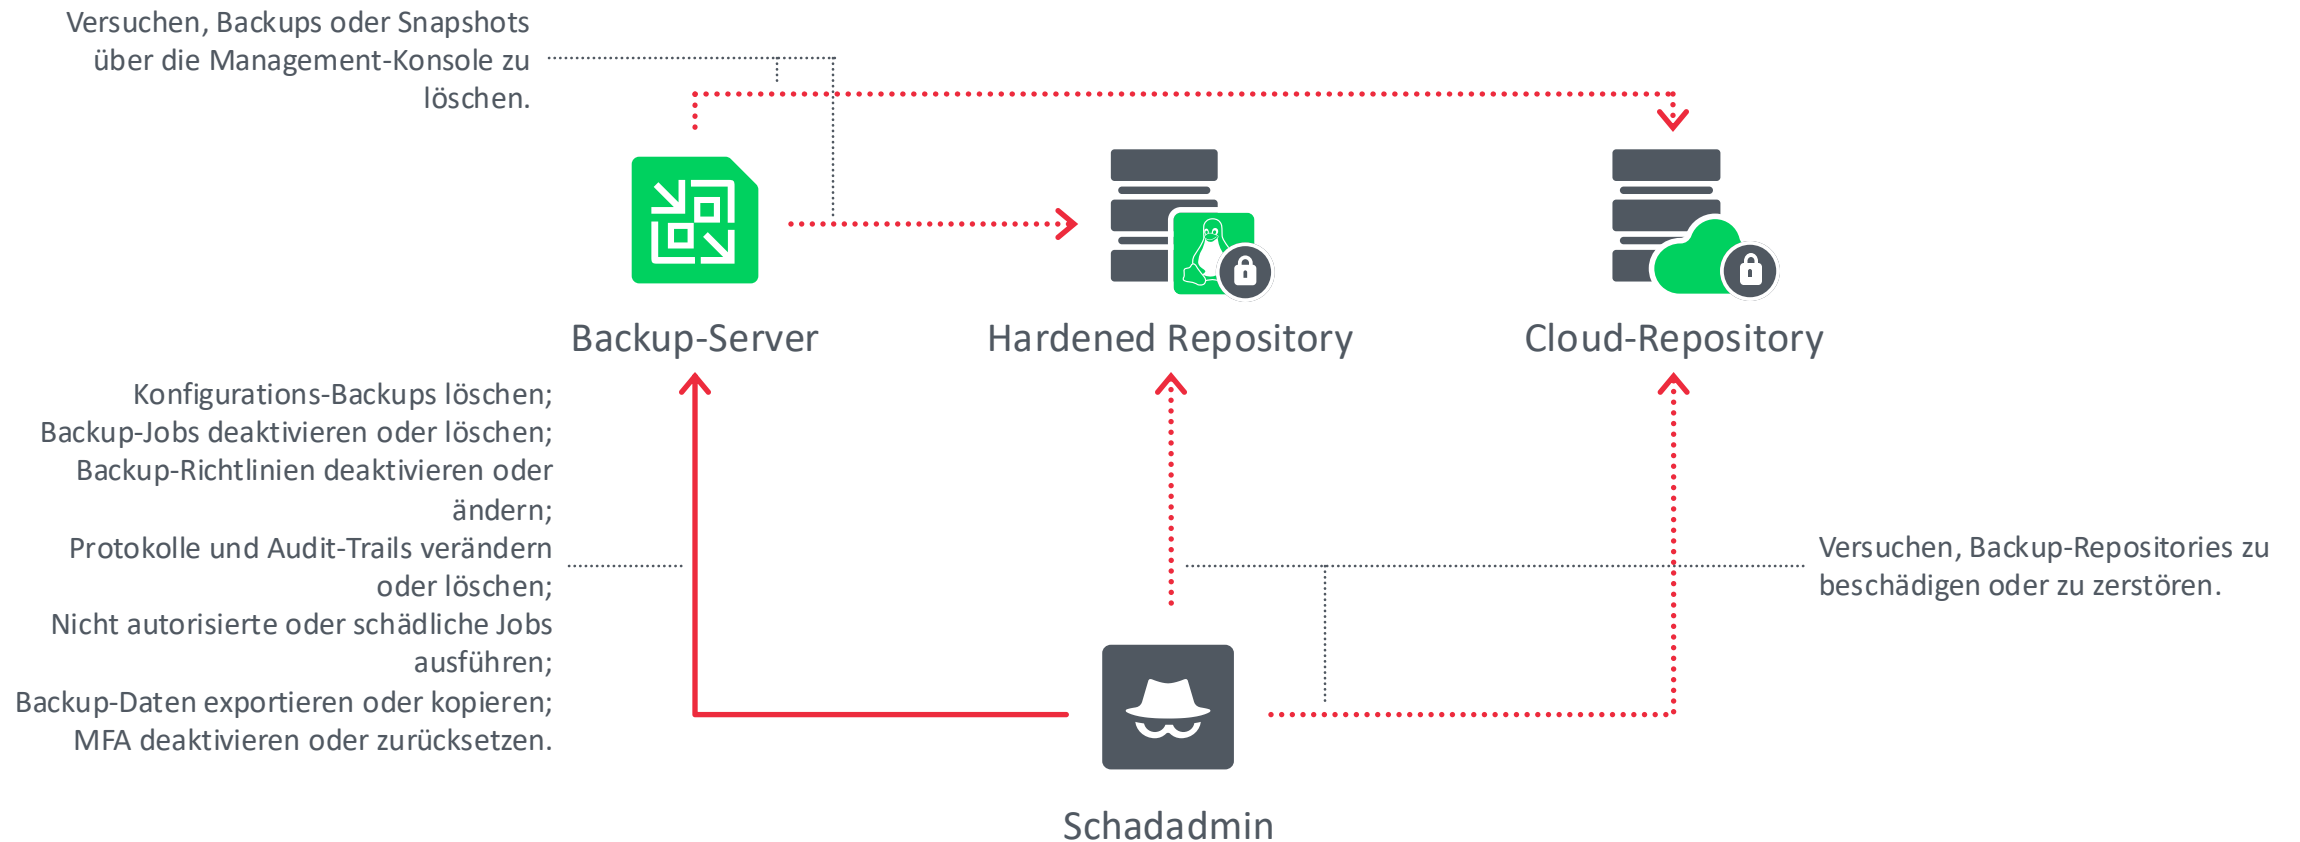 Versuchen, Backups oder Snapshots
über die Management-Konsole zu
löschen.
Backup-Server
Hardened Repository
Cloud-Repository
Konfigurations-Backups löschen;
Backup-Jobs deaktivieren oder löschen;
Backup-Richtlinien deaktivieren oder
ändern;
Protokolle und Audit-Trails verändern
oder löschen;
Nicht autorisierte oder schädliche Jobs
ausführen;
Backup-Daten exportieren oder kopieren;
MFA deaktivieren oder zurücksetzen.
Versuchen, Backup-Repositories zu
beschädigen oder zu zerstören.
Schadadmin